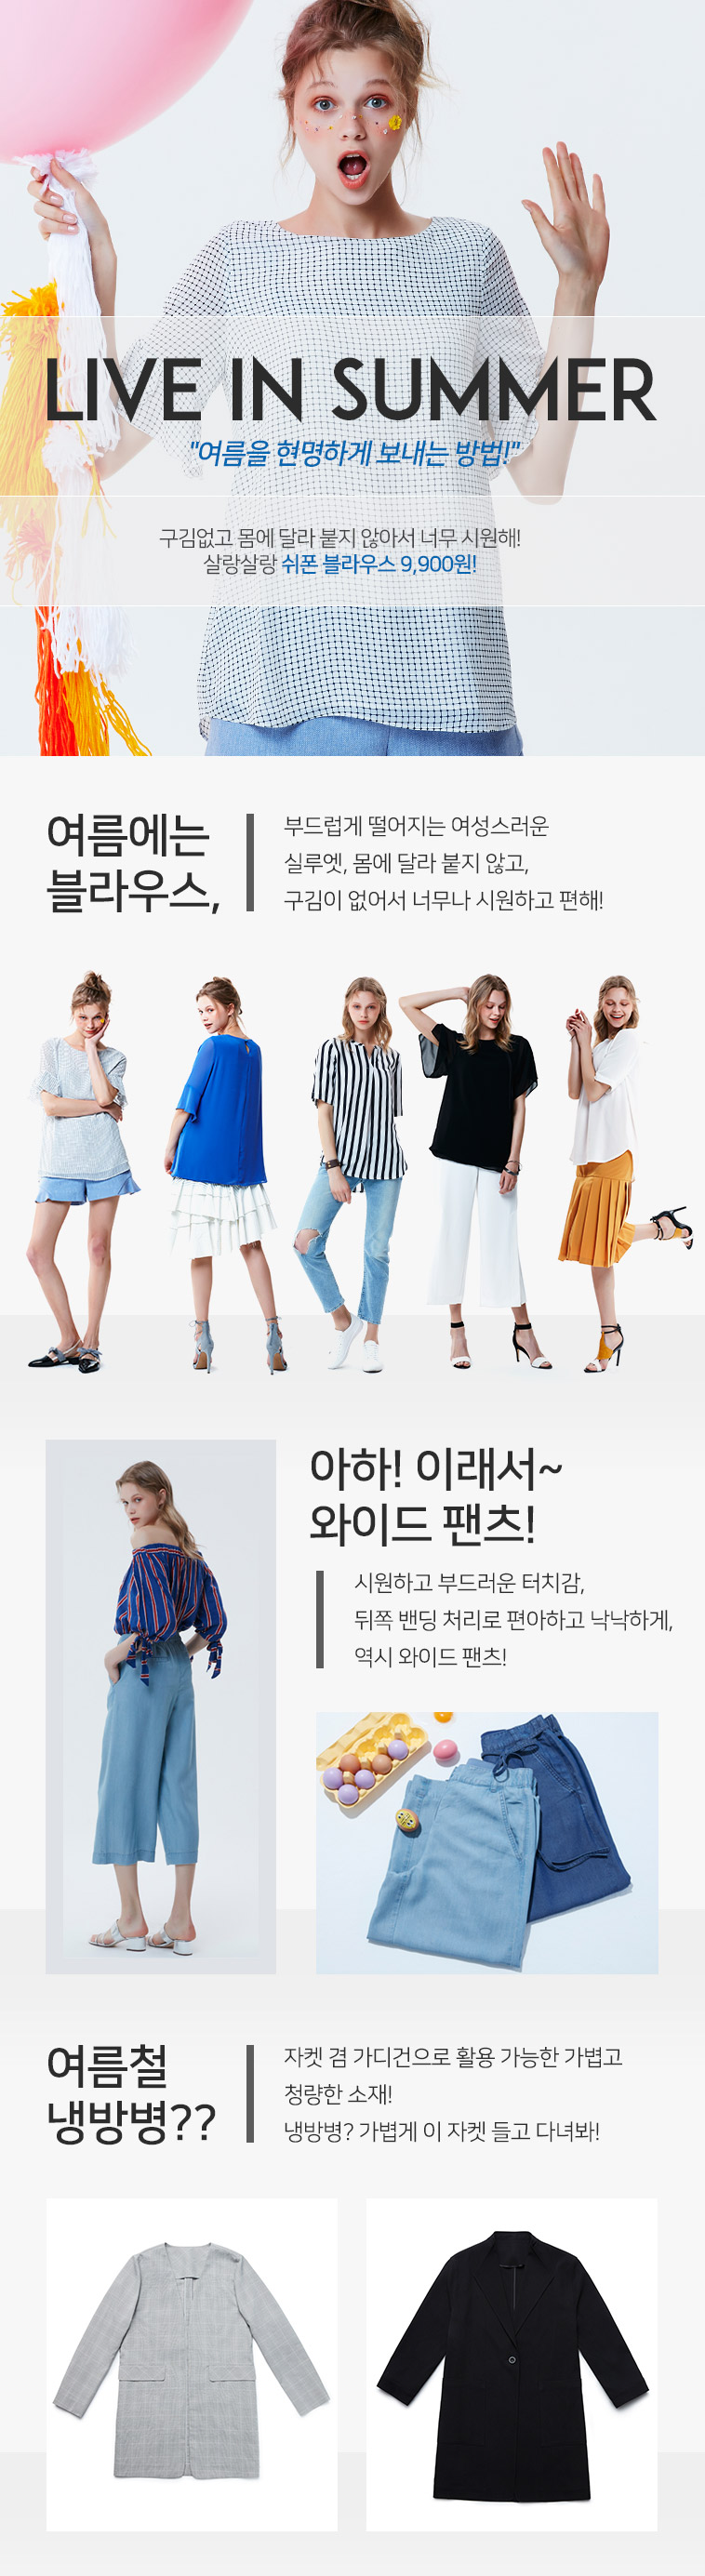 LIVE IN SUMMER
"여름을 현명하게 보내는 방법!"
구김없고 몸에 달라 붙지 않아서 너무 시원해!
살랑살랑 쉬폰 블라우스 9,900원!
여름에는
블라우스,
부드럽게 떨어지는 여성스러운
실루엣, 몸에 달라 붙지 않고,
구김이 없어서 너무나 시원하고 편해!
아하! 이래서~
와이드 팬츠!
시원하고 부드러운 터치감,
뒤쪽 밴딩 처리로 편아하고 낙낙하게,
역시 와이드 팬츠!
여름철
냉방병??
자켓 겸 가디건으로 활용 가능한 가볍고
청량한 소재!
냉방병? 가볍게 이 자켓 들고 다녀봐!